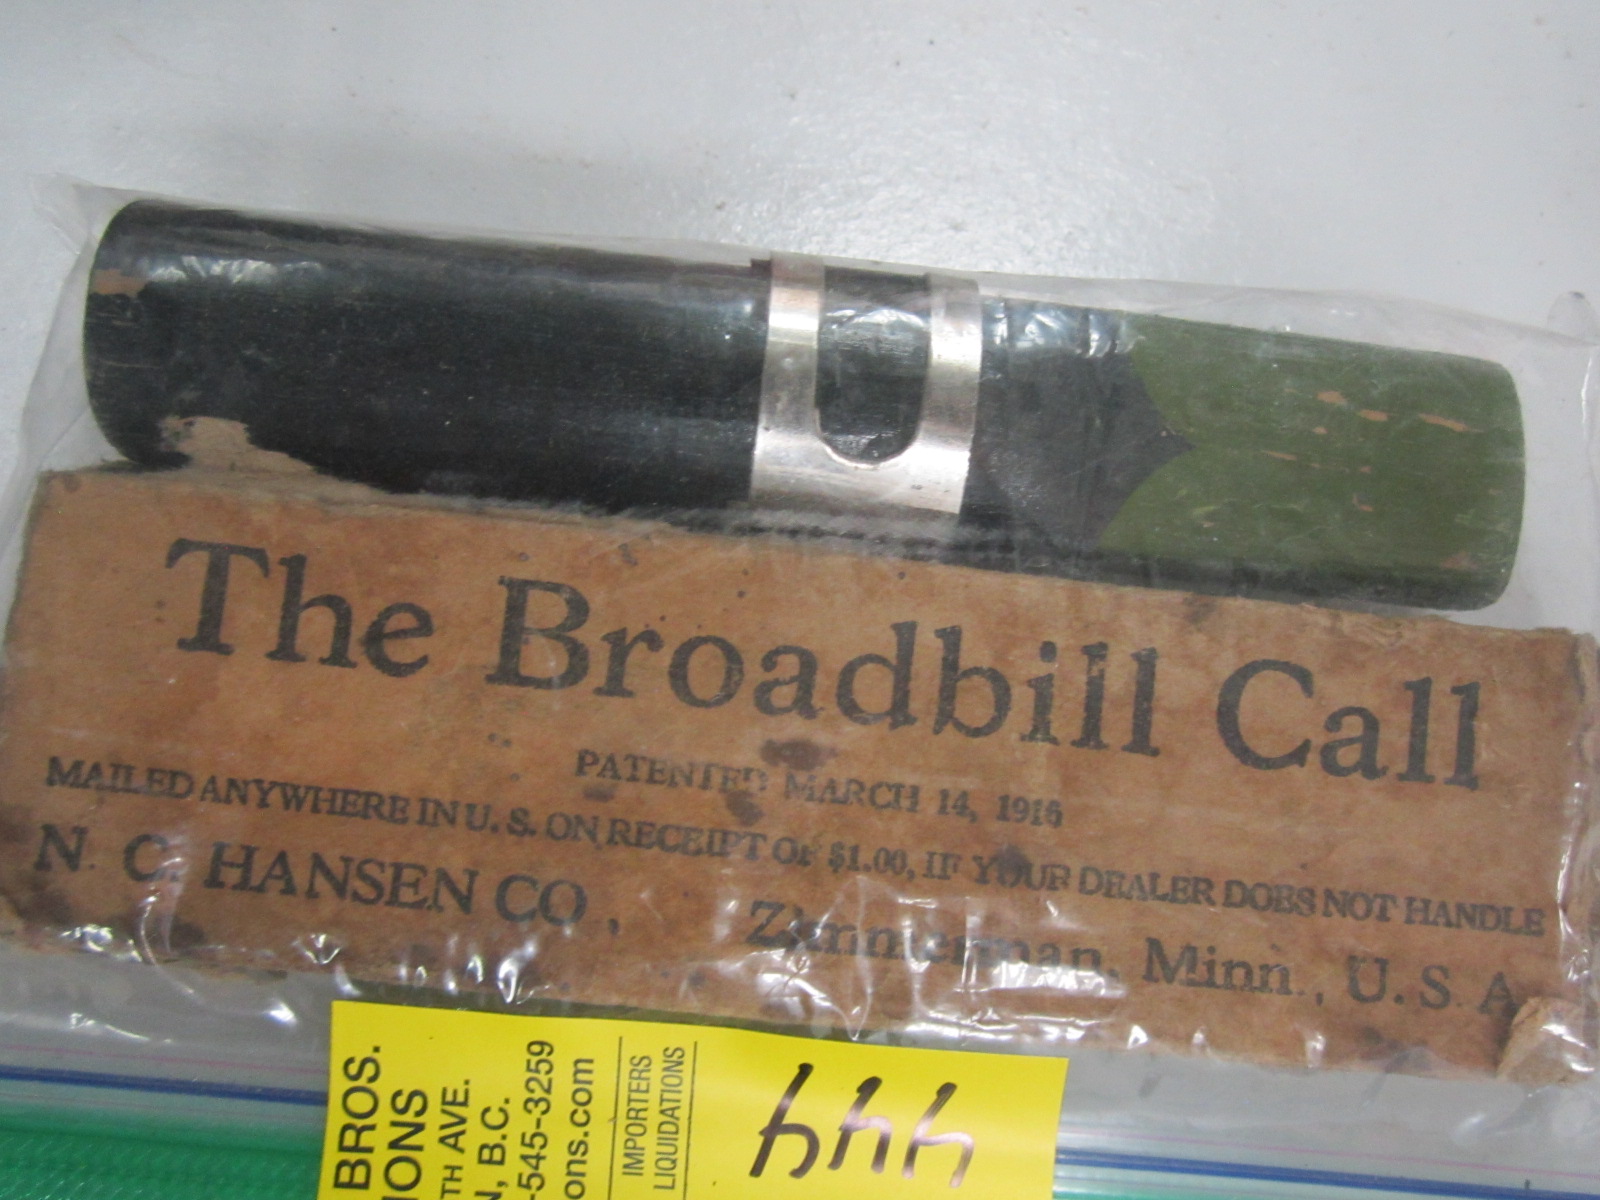 The Broadbill Call
PATENTED MARCH 14, 1916
MAILED ANYWHERE IN U. S. ON RECEIPT OF $1.00, IF YOUR DEALER DOES NOT HANDLE
N. C. HANSEN CO., Zimmerman, Minn., U. S. A.
BROS.
IONS
TH AVE.
N, B.C.
-545-3259
ons.com
IMPORTERS
LIQUIDATIONS
444